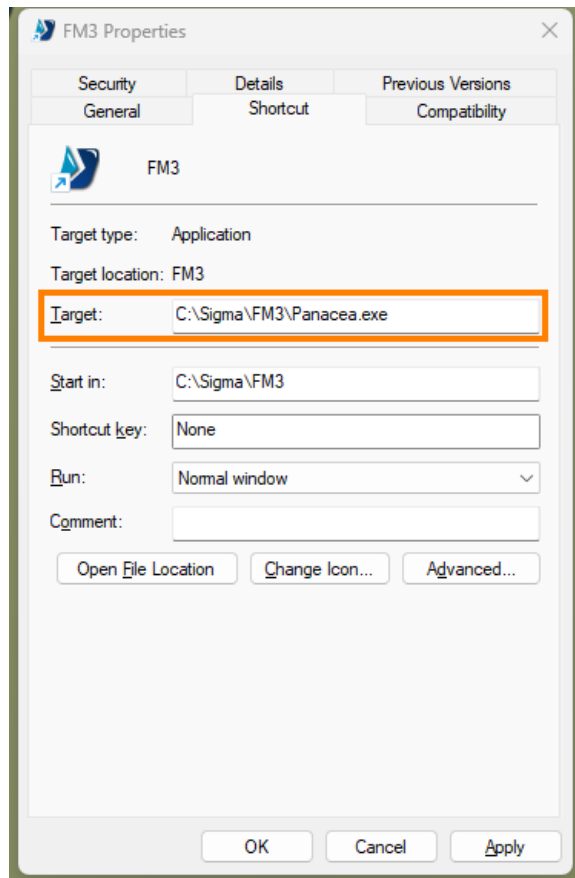 FM3 Properties
Security Details Previous Versions
General Shortcut Compatibility
FM3
Target type: Application
Target location: FM3
Target: C:\Sigma\FM3\Panacea.exe
Start in: C:\Sigma\FM3
Shortcut key: None
Run: Normal window
Comment:
Open File Location Change Icon... Advanced...
OK Cancel Apply